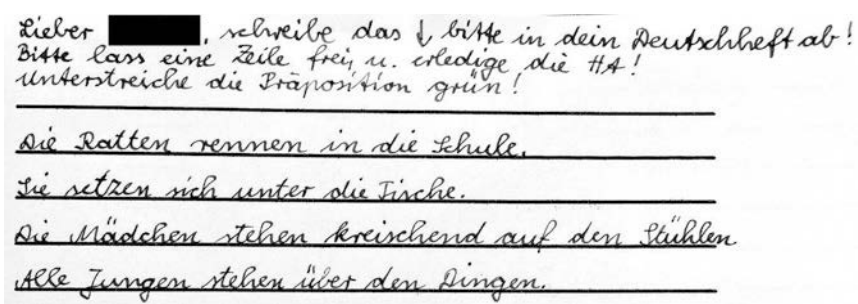 Lieber , schreibe das ↓ bitte in dein Deutschheft ab!
Bitte lass eine Zeile frei, u. erledige die HA!
Unterstreiche die Präposition grün!
Die Ratten rennen in die Schule.
Sie setzen sich unter die Tische.
Die Mädchen stehen kreischend auf den Stühlen
Alle Jungen stehen über den Dingen.